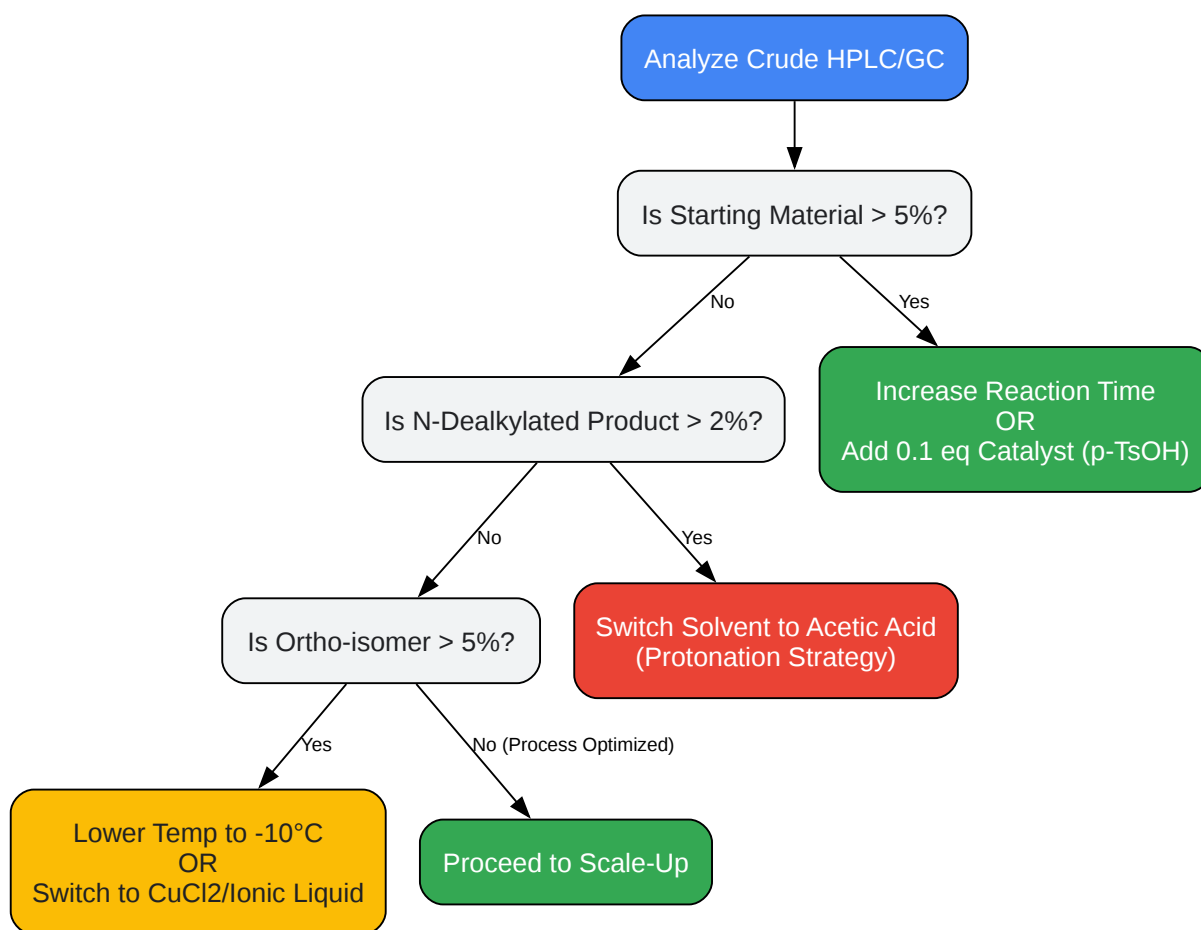 Analyze Crude HPLC/GC
Is Starting Material > 5%?
No
Yes
Increase Reaction Time
OR
Add 0.1 eq Catalyst (p-TsOH)
Is N-Dealkylated Product > 2%?
No
Yes
Switch Solvent to Acetic Acid
(Protonation Strategy)
Is Ortho-isomer > 5%?
Yes
No (Process Optimized)
Lower Temp to -10°C
OR
Switch to CuCl2/Ionic Liquid
Proceed to Scale-Up